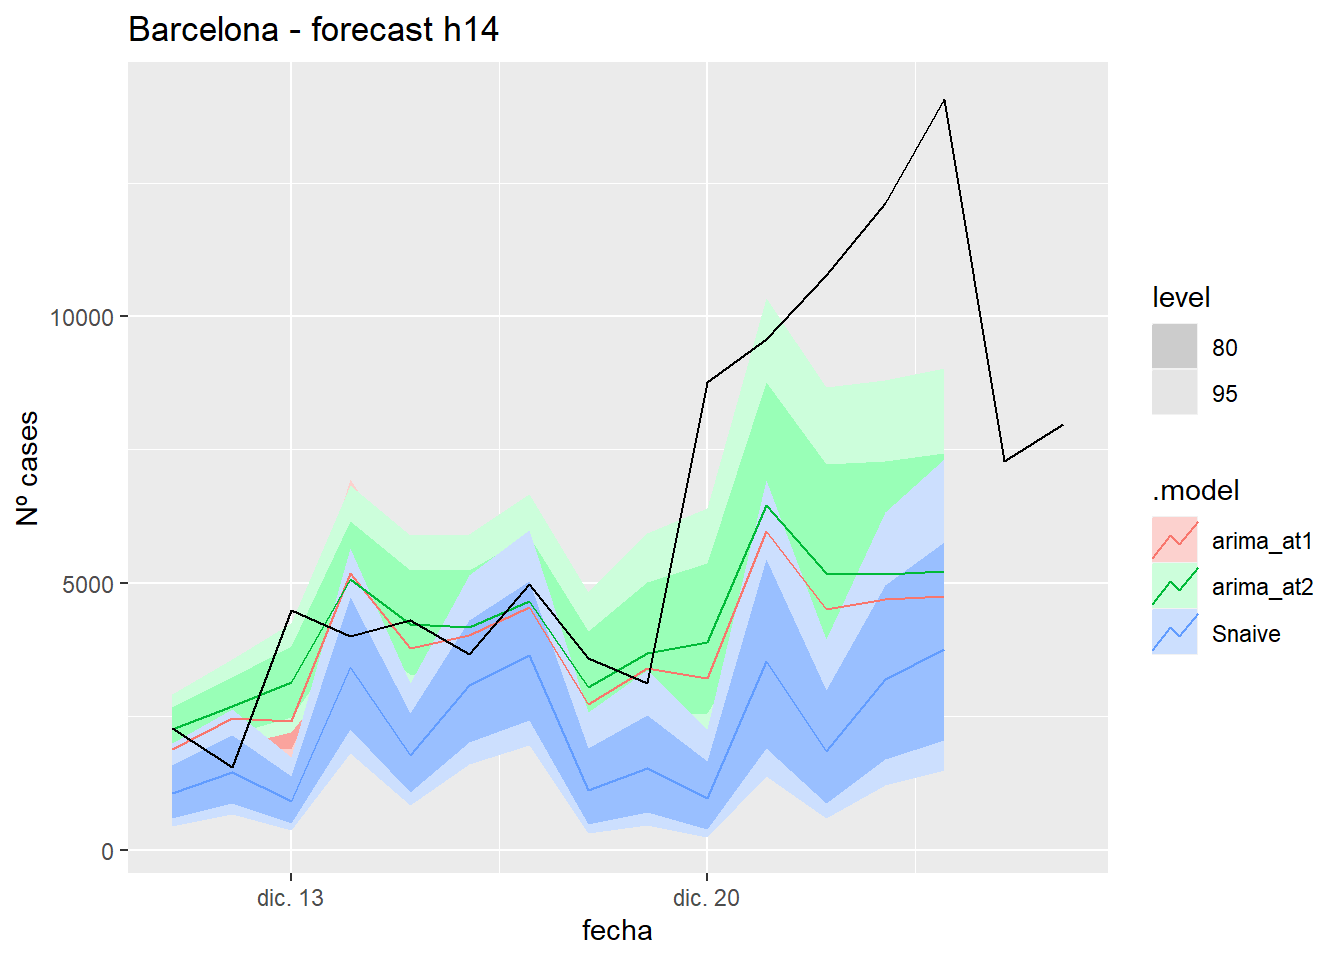 Barcelona - forecast h14
Nº cases
10000
5000
0
dic. 13
dic. 20
fecha
level
80
95
.model
arima_at1
arima_at2
Snaive